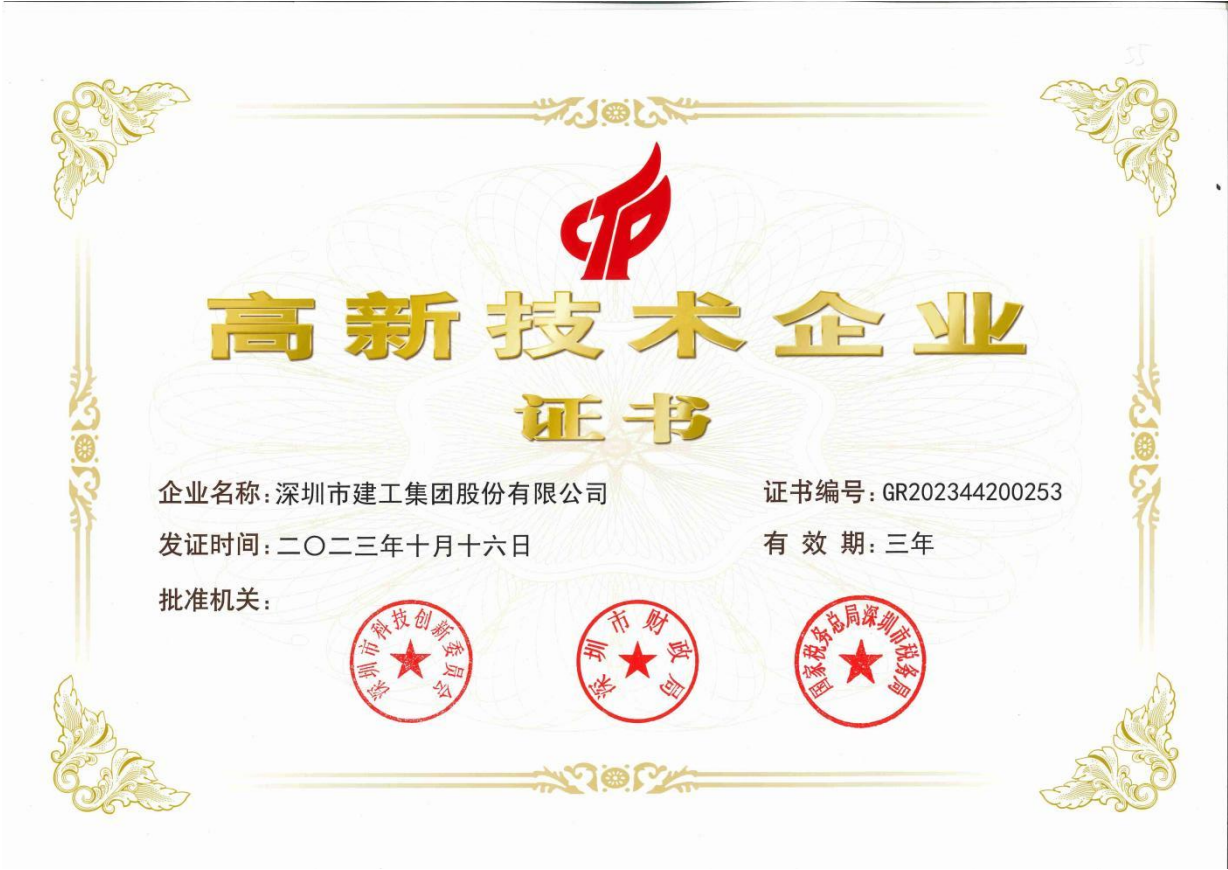 CTP
高新技术企业
证书
企业名称:深圳市建工集团股份有限公司
证书编号:GR202344200253
发证时间:二〇二三年十月十六日
有 效 期:三年
批准机关:
深圳市科技创新委员会
深圳市财政局
国家税务总局深圳市税务局